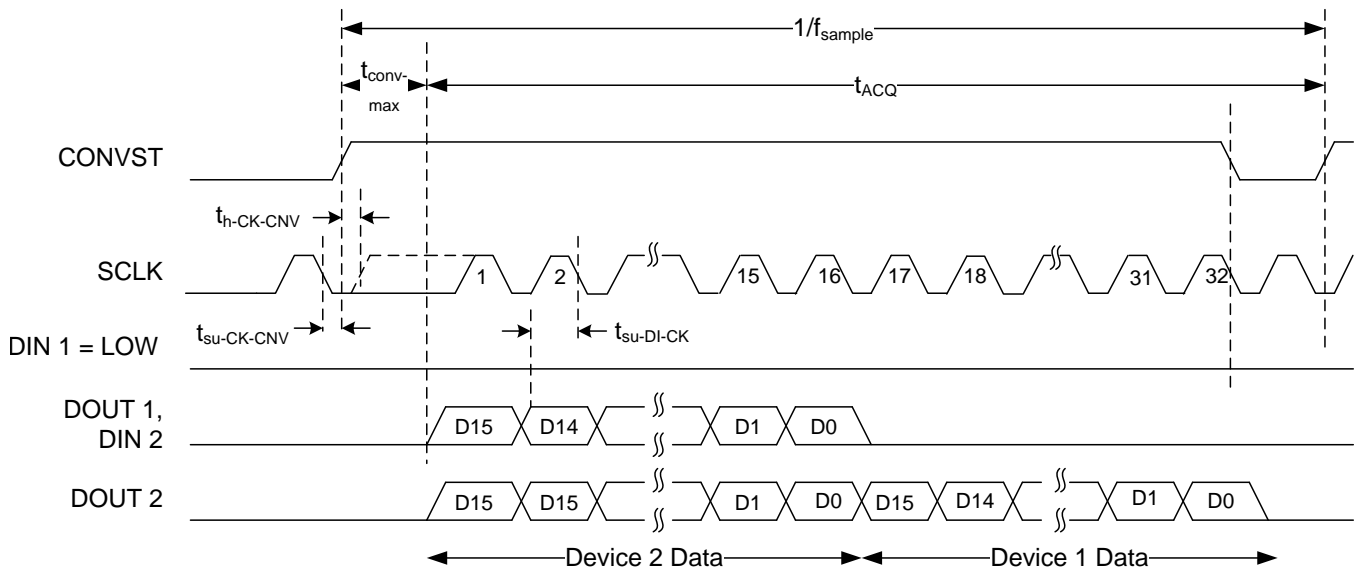 1/fsample
tconv-
max
tACQ
CONVST
th-CK-CNV
SCLK
1 2 15 16 17 18 31 32
tsu-CK-CNV
tsu-DI-CK
DIN 1 = LOW
DOUT 1,
DIN 2
D15 D14 D1 D0
DOUT 2
D15 D15 D1 D0 D15 D14 D1 D0
Device 2 Data
Device 1 Data